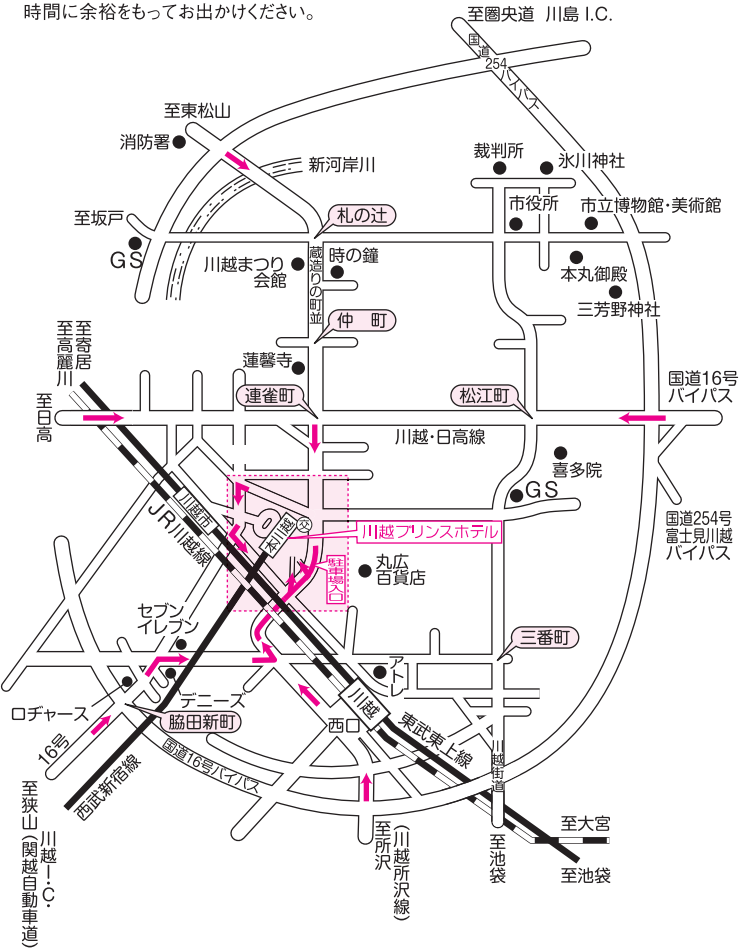 時間に余裕をもってお出かけください。
至圏央道 川島 I.C.
国道
254
バイパス
至東松山
消防署
新河岸川
裁判所
氷川神社
市役所
市立博物館・美術館
至坂戸
GS
札の辻
川越まつり
会館
時の鐘
蔵造りの町並
本丸御殿
三芳野神社
仲 町
蓮馨寺
至寄居
至高麗川
至日高
連雀町
松江町
国道16号
バイパス
川越・日高線
喜多院
GS
国道254号
富士見川越
バイパス
川越市
JR川越線
本川越
交
川越プリンスホテル
駐車場入口
丸広
百貨店
セブン
イレブン
三番町
アトレ
ロヂャース
デニーズ
脇田新町
川越
西口
東武東上線
川越街道
16号
国道16号バイパス
西武新宿線
川越I・C・
至狭山(関越自動車道)
至所沢
(川越所沢線)
至池袋
至大宮
至池袋